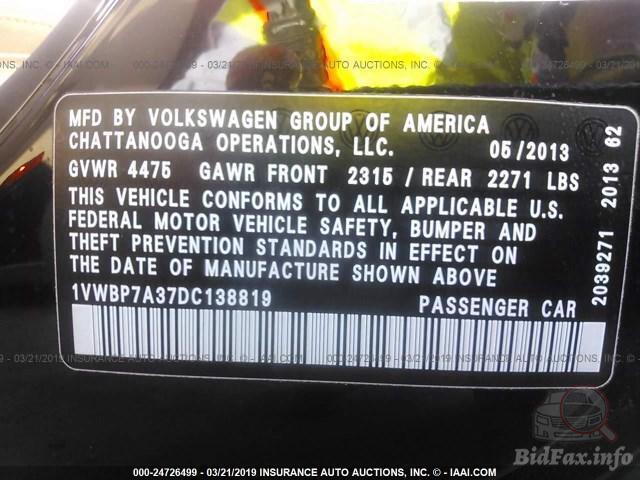 MFD BY VOLKSWAGEN GROUP OF AMERICA
CHATTANOOGA OPERATIONS, LLC. 05/2013
GVWR 4475 GAWR FRONT 2315 / REAR 2271 LBS
THIS VEHICLE CONFORMS TO ALL APPLICABLE U.S.
FEDERAL MOTOR VEHICLE SAFETY, BUMPER AND
THEFT PREVENTION STANDARDS IN EFFECT ON
THE DATE OF MANUFACTURE SHOWN ABOVE
1VWBP7A37DC138819 PASSENGER CAR
2039271 2013 62
000-24726499 - 03/21/2019 INSURANCE AUTO AUCTIONS, INC. - © IAAI.COM
BidFax.info